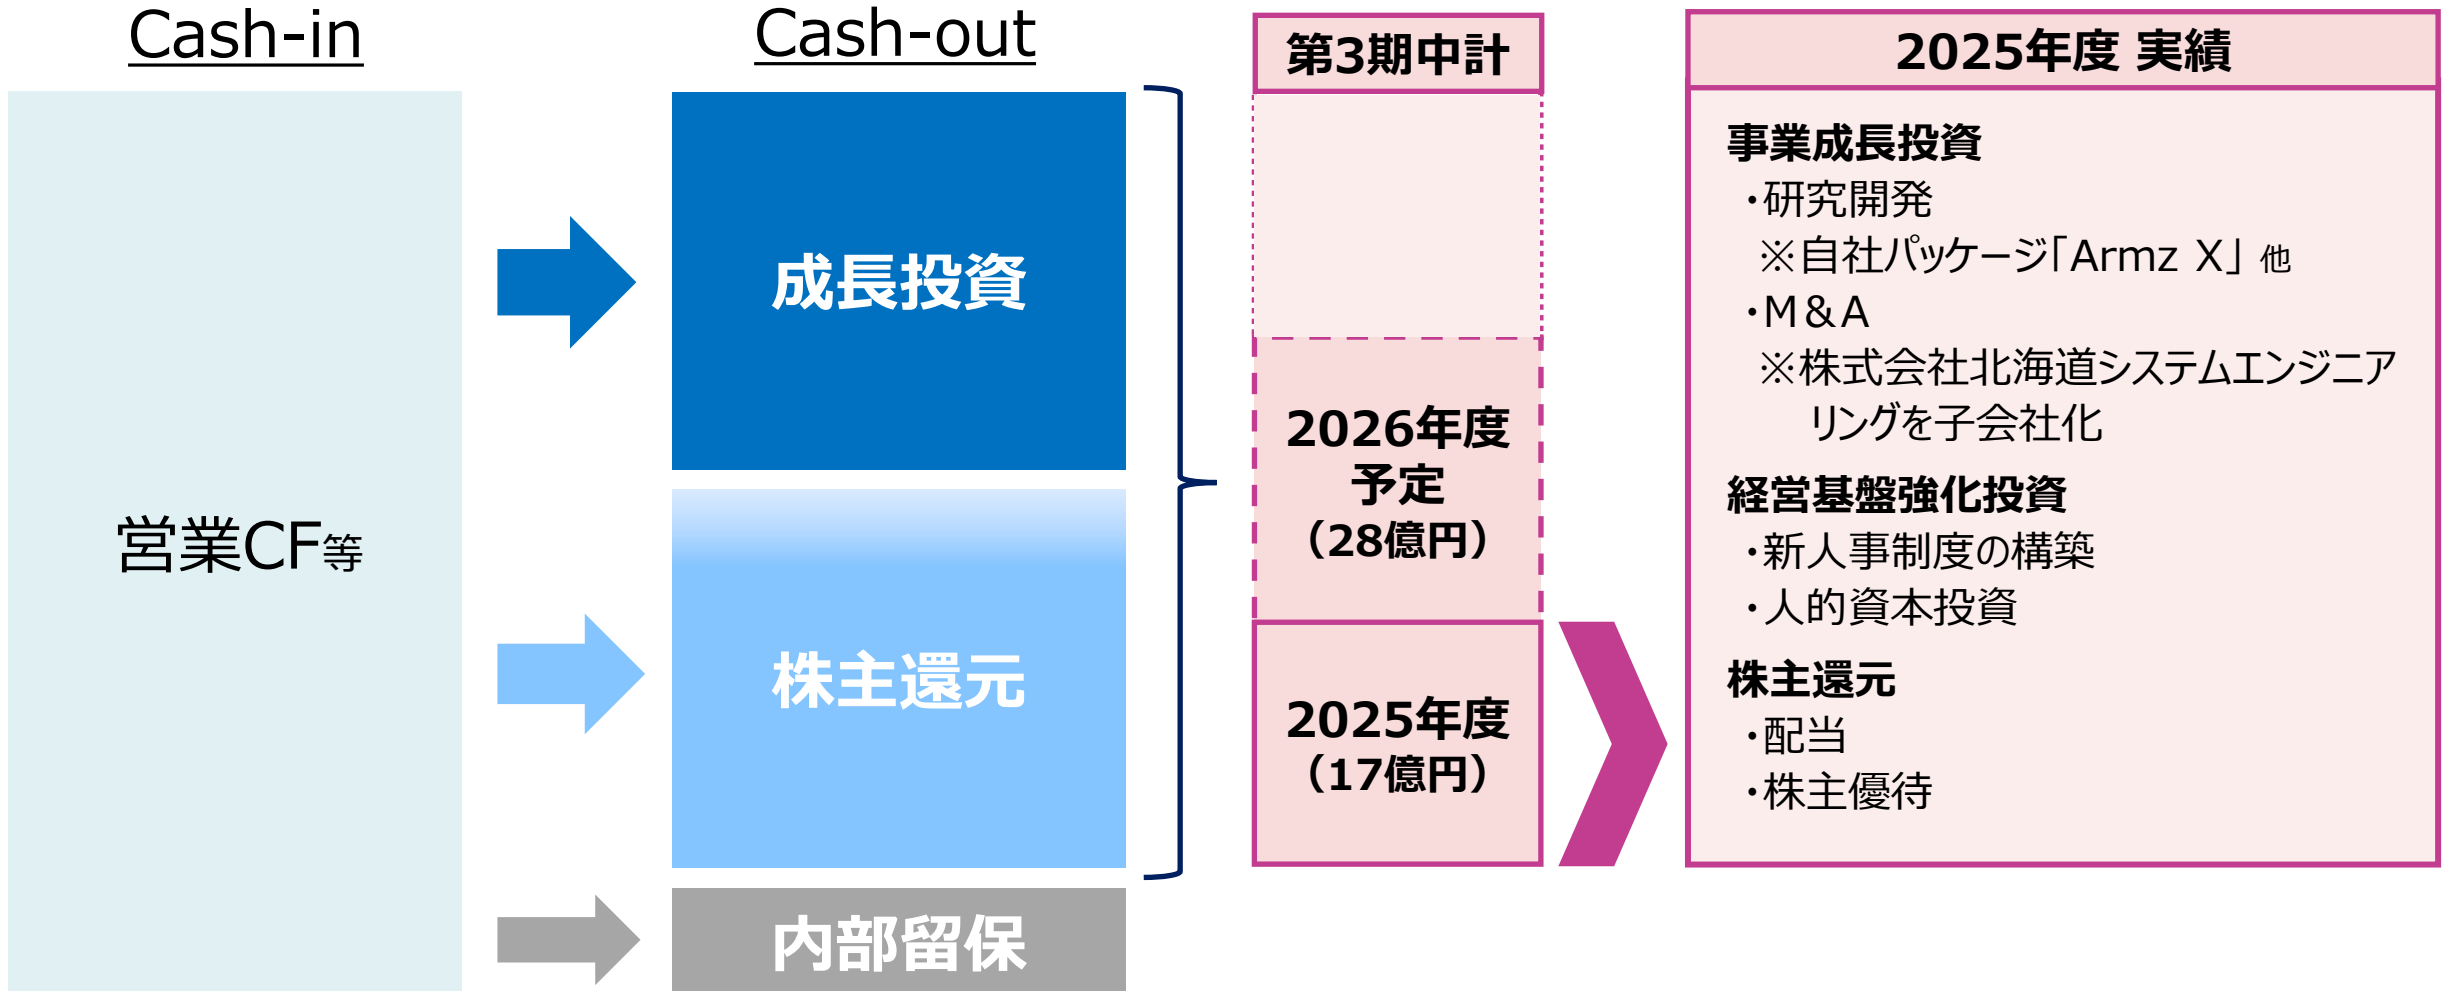 Cash-in
営業CF等
Cash-out
成長投資
株主還元
内部留保
第3期中計
2026年度
予定
（28億円）
2025年度
（17億円）
2025年度 実績
事業成長投資
・研究開発
※自社パッケージ「Armz X」 他
・M＆A
※株式会社北海道システムエンジニア
リングを子会社化
経営基盤強化投資
・新人事制度の構築
・人的資本投資
株主還元
・配当
・株主優待